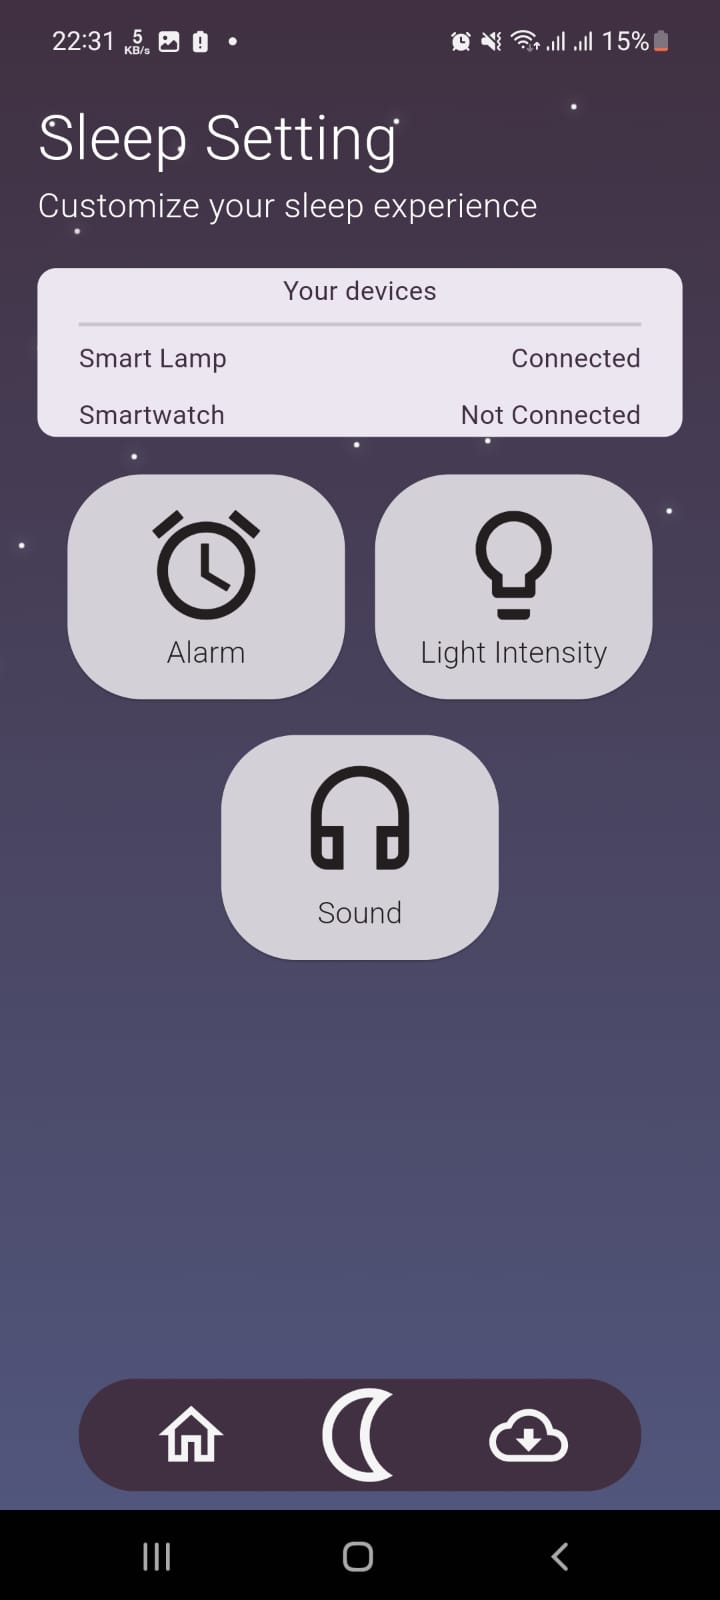 22:31 5 KB/s 15%
Sleep Setting
Customize your sleep experience
Your devices
Smart Lamp Connected
Smartwatch Not Connected
Alarm Light Intensity
Sound